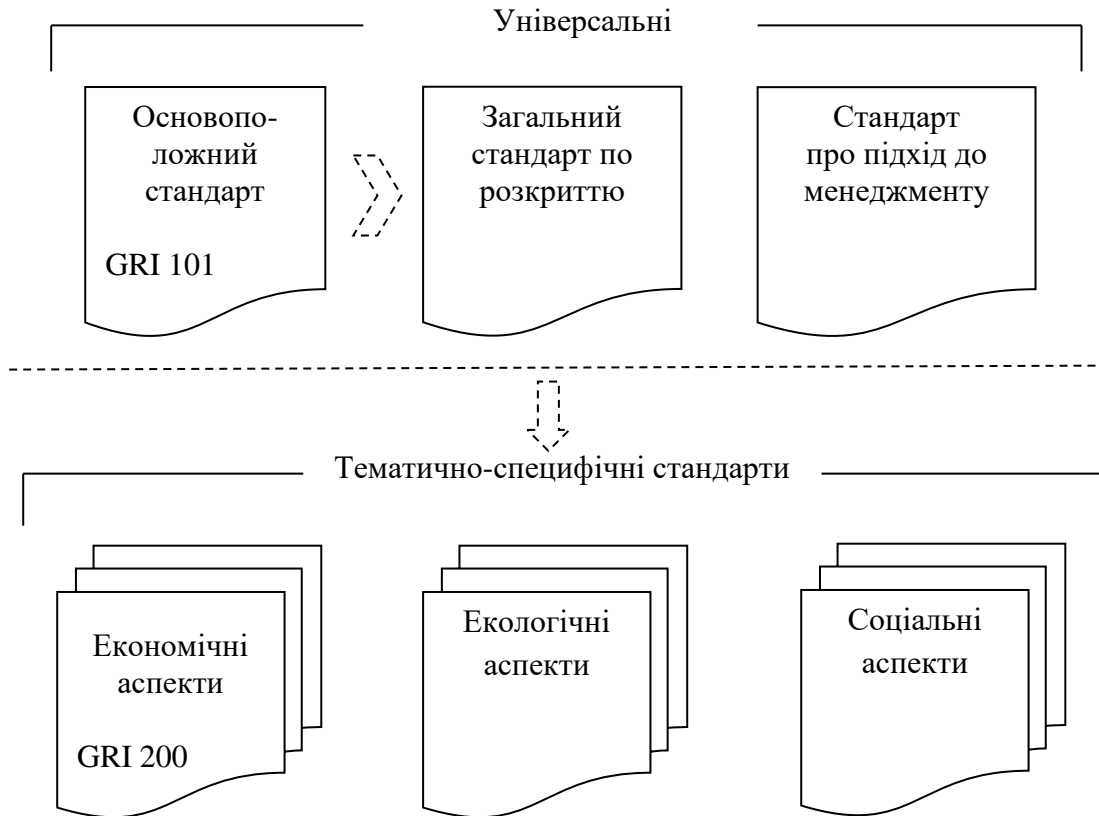 Універсальні
Основопо-
ложний
стандарт
GRI 101
Загальний
стандарт по
розкриттю
Стандарт
про підхід до
менеджменту
Тематично-специфічні стандарти
Економічні
аспекти
GRI 200
Екологічні
аспекти
Соціальні
аспекти